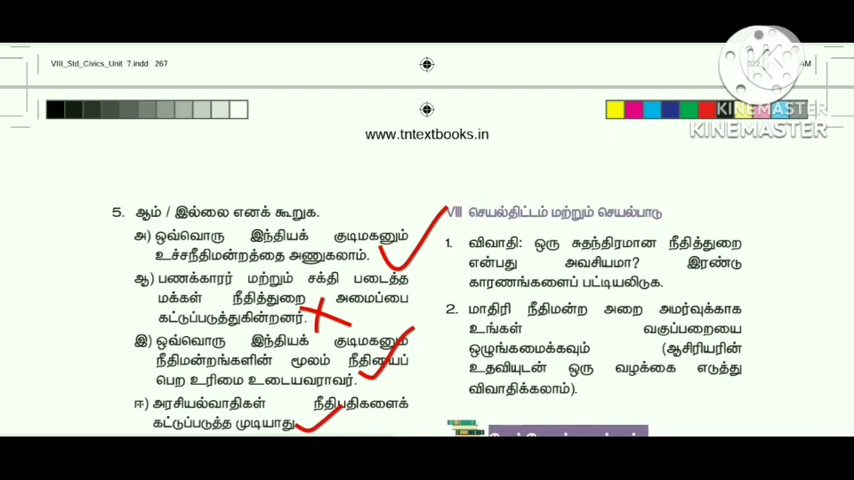 VIII_Std_Civics_Unit 7.indd 267
AM
KINEMASTER
KINEMASTER
www.tntextbooks.in
5. ஆம் / இல்லை எனக் கூறுக.
அ) ஒவ்வொரு இந்தியக் குடிமகனும்
உச்சநீதிமன்றத்தை அணுகலாம்.
ஆ) பணக்காரர் மற்றும் சக்தி படைத்த
மக்கள் நீதித்துறை அமைப்பை
கட்டுப்படுத்துகின்றனர்.
இ) ஒவ்வொரு இந்தியக் குடிமகனும்
நீதிமன்றங்களின் மூலம் நீதியைப்
பெற உரிமை உடையவராவர்.
ஈ) அரசியல்வாதிகள் நீதிபதிகளைக்
கட்டுப்படுத்த முடியாது
VIII செயல்திட்டம் மற்றும் செயல்பாடு
1. விவாதி: ஒரு சுதந்திரமான நீதித்துறை
என்பது அவசியமா? இரண்டு
காரணங்களைப் பட்டியலிடுக.
2. மாதிரி நீதிமன்ற அறை அமர்வுக்காக
உங்கள் வகுப்பறையை
ஒழுங்கமைக்கவும் (ஆசிரியரின்
உதவியுடன் ஒரு வழக்கை எடுத்து
விவாதிக்கலாம்).